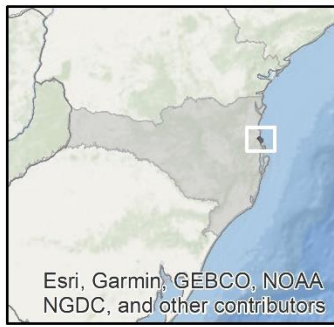 Esri, Garmin, GEBCO, NOAA
NGDC, and other contributors